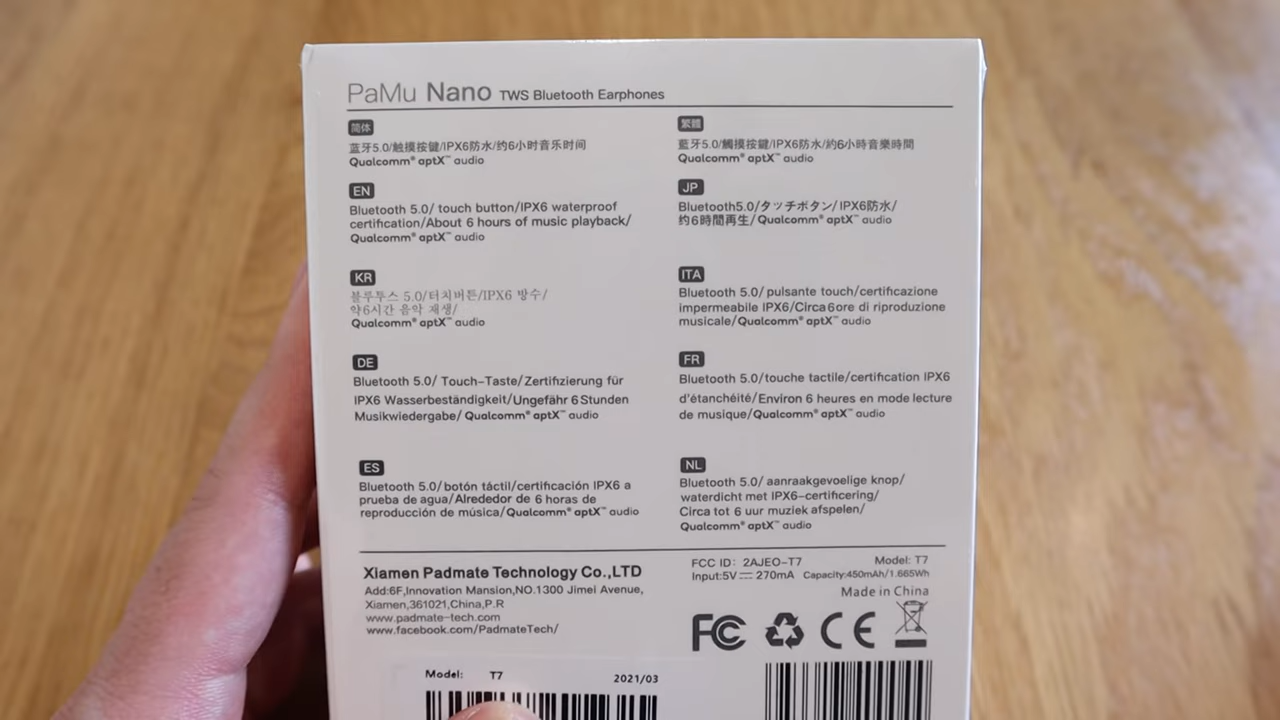 PaMu Nano TWS Bluetooth Earphones
简体
蓝牙5.0/触摸按键/IPX6防水/约6小时音乐时间
Qualcomm® aptX™ audio
繁體
藍牙5.0/觸摸按鍵/IPX6防水/約6小時音樂時間
Qualcomm® aptX™ audio
EN
Bluetooth 5.0/ touch button/IPX6 waterproof
certification/About 6 hours of music playback/
Qualcomm® aptX™ audio
JP
Bluetooth5.0/タッチボタン/ IPX6防水/
约6時間再生/ Qualcomm® aptX™ audio
KR
블루투스 5.0/터치버튼/IPX6 방수/
약6시간 음악 재생/
Qualcomm® aptX™ audio
ITA
Bluetooth 5.0/ pulsante touch/certificazione
impermeabile IPX6/Circa 6ore di riproduzione
musicale/Qualcomm® aptX™ audio
DE
Bluetooth 5.0/ Touch-Taste/Zertifizierung für
IPX6 Wasserbeständigkeit/Ungefähr 6 Stunden
Musikwiedergabe/ Qualcomm® aptX™ audio
FR
Bluetooth 5.0/touche tactile/certification IPX6
d'étanchéité/Environ 6 heures en mode lecture
de musique/Qualcomm® aptX™ audio
ES
Bluetooth 5.0/ botón táctil/certificación IPX6 a
prueba de agua/Alrededor de 6 horas de
reproducción de música/Qualcomm® aptX™ audio
NL
Bluetooth 5.0/ aanraakgevoelige knop/
waterdicht met IPX6-certificering/
Circa tot 6 uur muziek afspelen/
Qualcomm® aptX™ audio
Xiamen Padmate Technology Co.,LTD
Add:6F,Innovation Mansion,NO.1300 Jimei Avenue,
Xiamen,361021,China,P.R
www.padmate-tech.com
www.facebook.com/PadmateTech/
FCC ID: 2AJEO-T7 Model: T7
Input:5V⎓270mA Capacity:450mAh/1.665Wh
Made in China
FC CE
Model: T7 2021/03